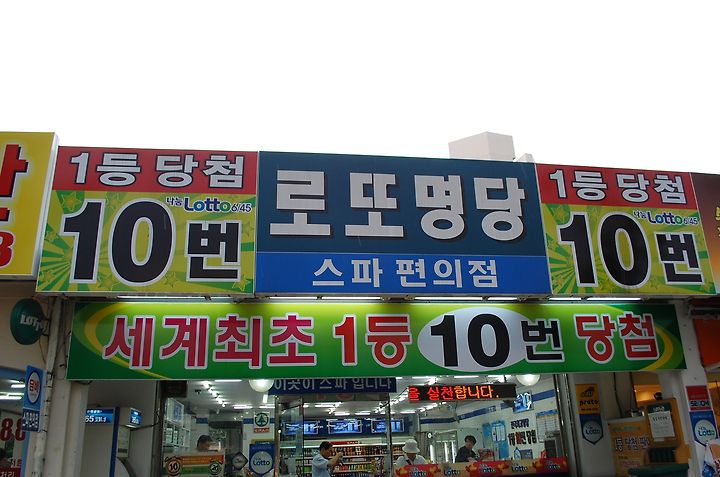 1등 당첨
나눔 Lotto 6/45
10번
로또명당
스파 편의점
1등 당첨
나눔 Lotto 6/45
10번
세계최초 1등 10번 당첨
이곳이 스파 입니다
을 실천합니다.
Lotto